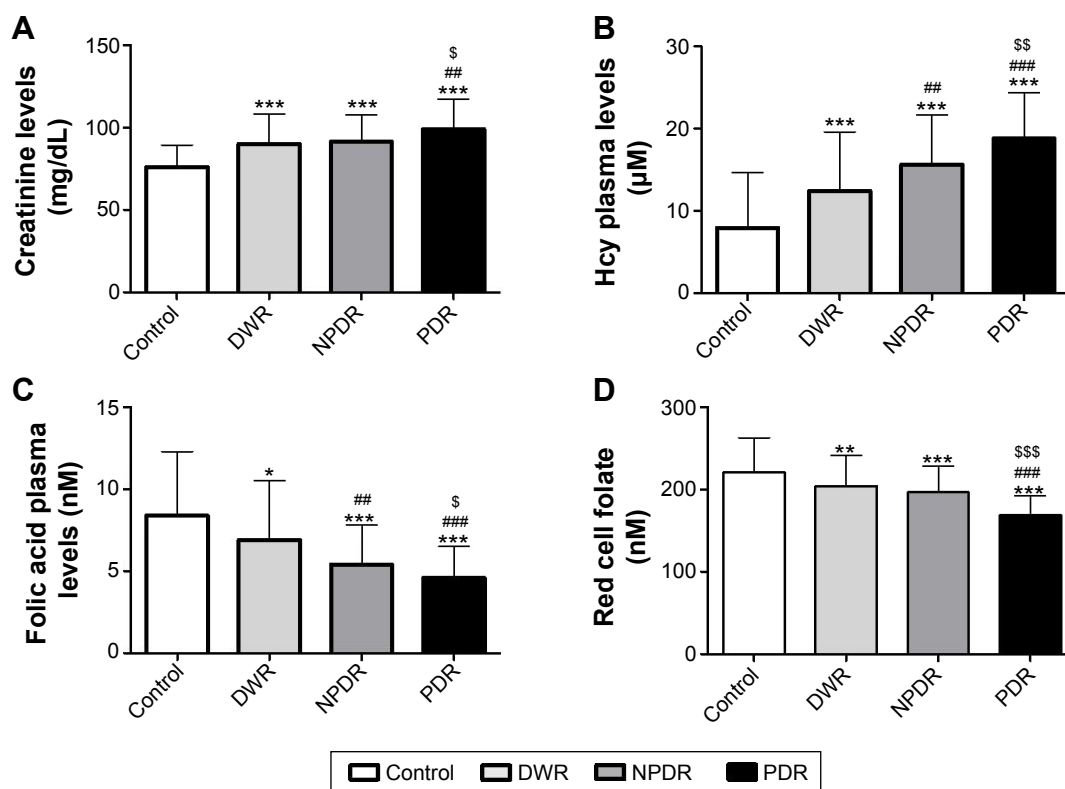 A
Creatinine levels
(mg/dL)
150
100
50
0
***
***
$
##
***
Control
DWR
NPDR
PDR
B
Hcy plasma levels
(µM)
30
20
10
0
***
##
***
$$
###
***
Control
DWR
NPDR
PDR
C
Folic acid plasma
levels (nM)
15
10
5
0
*
##
***
$
###
***
Control
DWR
NPDR
PDR
D
Red cell folate
(nM)
300
200
100
0
**
***
$$$
###
***
Control
DWR
NPDR
PDR
Control DWR NPDR PDR